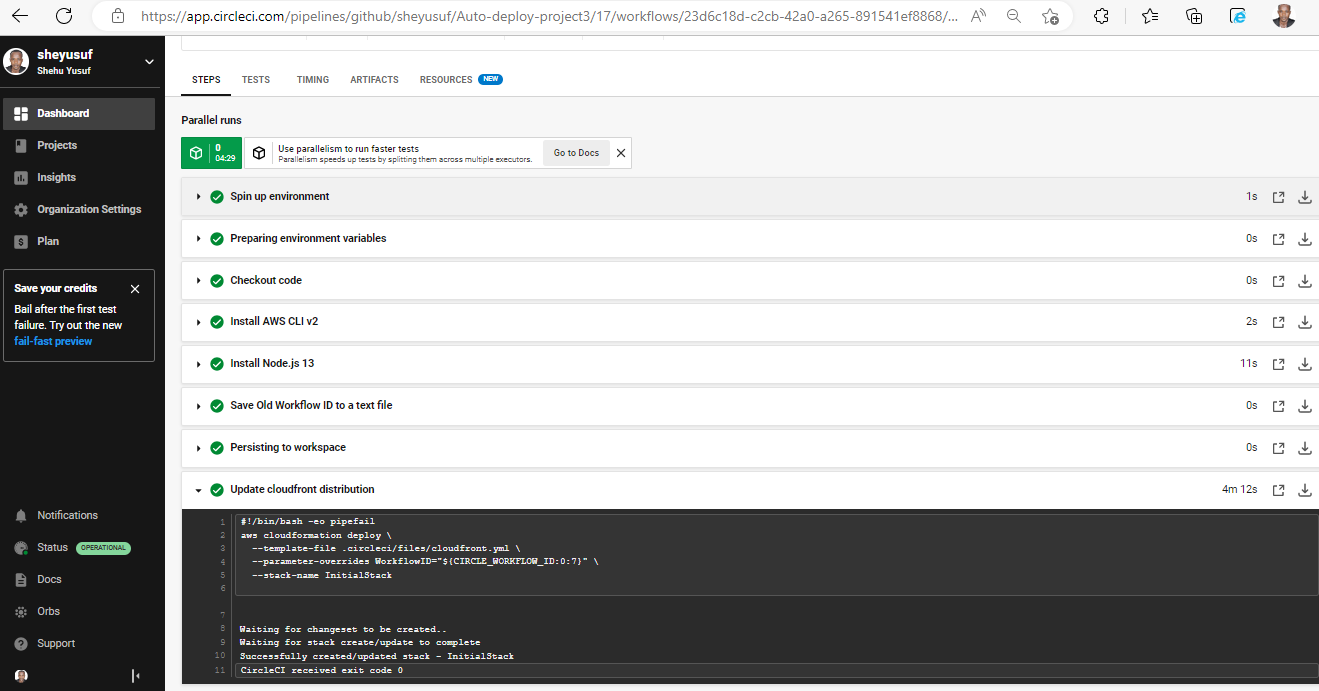 https://app.circleci.com/pipelines/github/sheyusuf/Auto-deploy-project3/17/workflows/23d6c18d-c2cb-42a0-a265-891541ef8868/...
sheyusuf
Shehu Yusuf
Dashboard
Projects
Insights
Organization Settings
Plan
Save your credits
Bail after the first test
failure. Try out the new
fail-fast preview
Notifications
Status OPERATIONAL
Docs
Orbs
Support
STEPS TESTS TIMING ARTIFACTS RESOURCES NEW
Parallel runs
0
04:29
Use parallelism to run faster tests
Parallelism speeds up tests by splitting them across multiple executors.
Go to Docs
Spin up environment 1s
Preparing environment variables 0s
Checkout code 0s
Install AWS CLI v2 2s
Install Node.js 13 11s
Save Old Workflow ID to a text file 0s
Persisting to workspace 0s
Update cloudfront distribution 4m 12s
1 #!/bin/bash -eo pipefail
2 aws cloudformation deploy \
3 --template-file .circleci/files/cloudfront.yml \
4 --parameter-overrides WorkflowID="${CIRCLE_WORKFLOW_ID:0:7}" \
5 --stack-name InitialStack
6
7
8 Waiting for changeset to be created..
9 Waiting for stack create/update to complete
10 Successfully created/updated stack - InitialStack
11 CircleCI received exit code 0